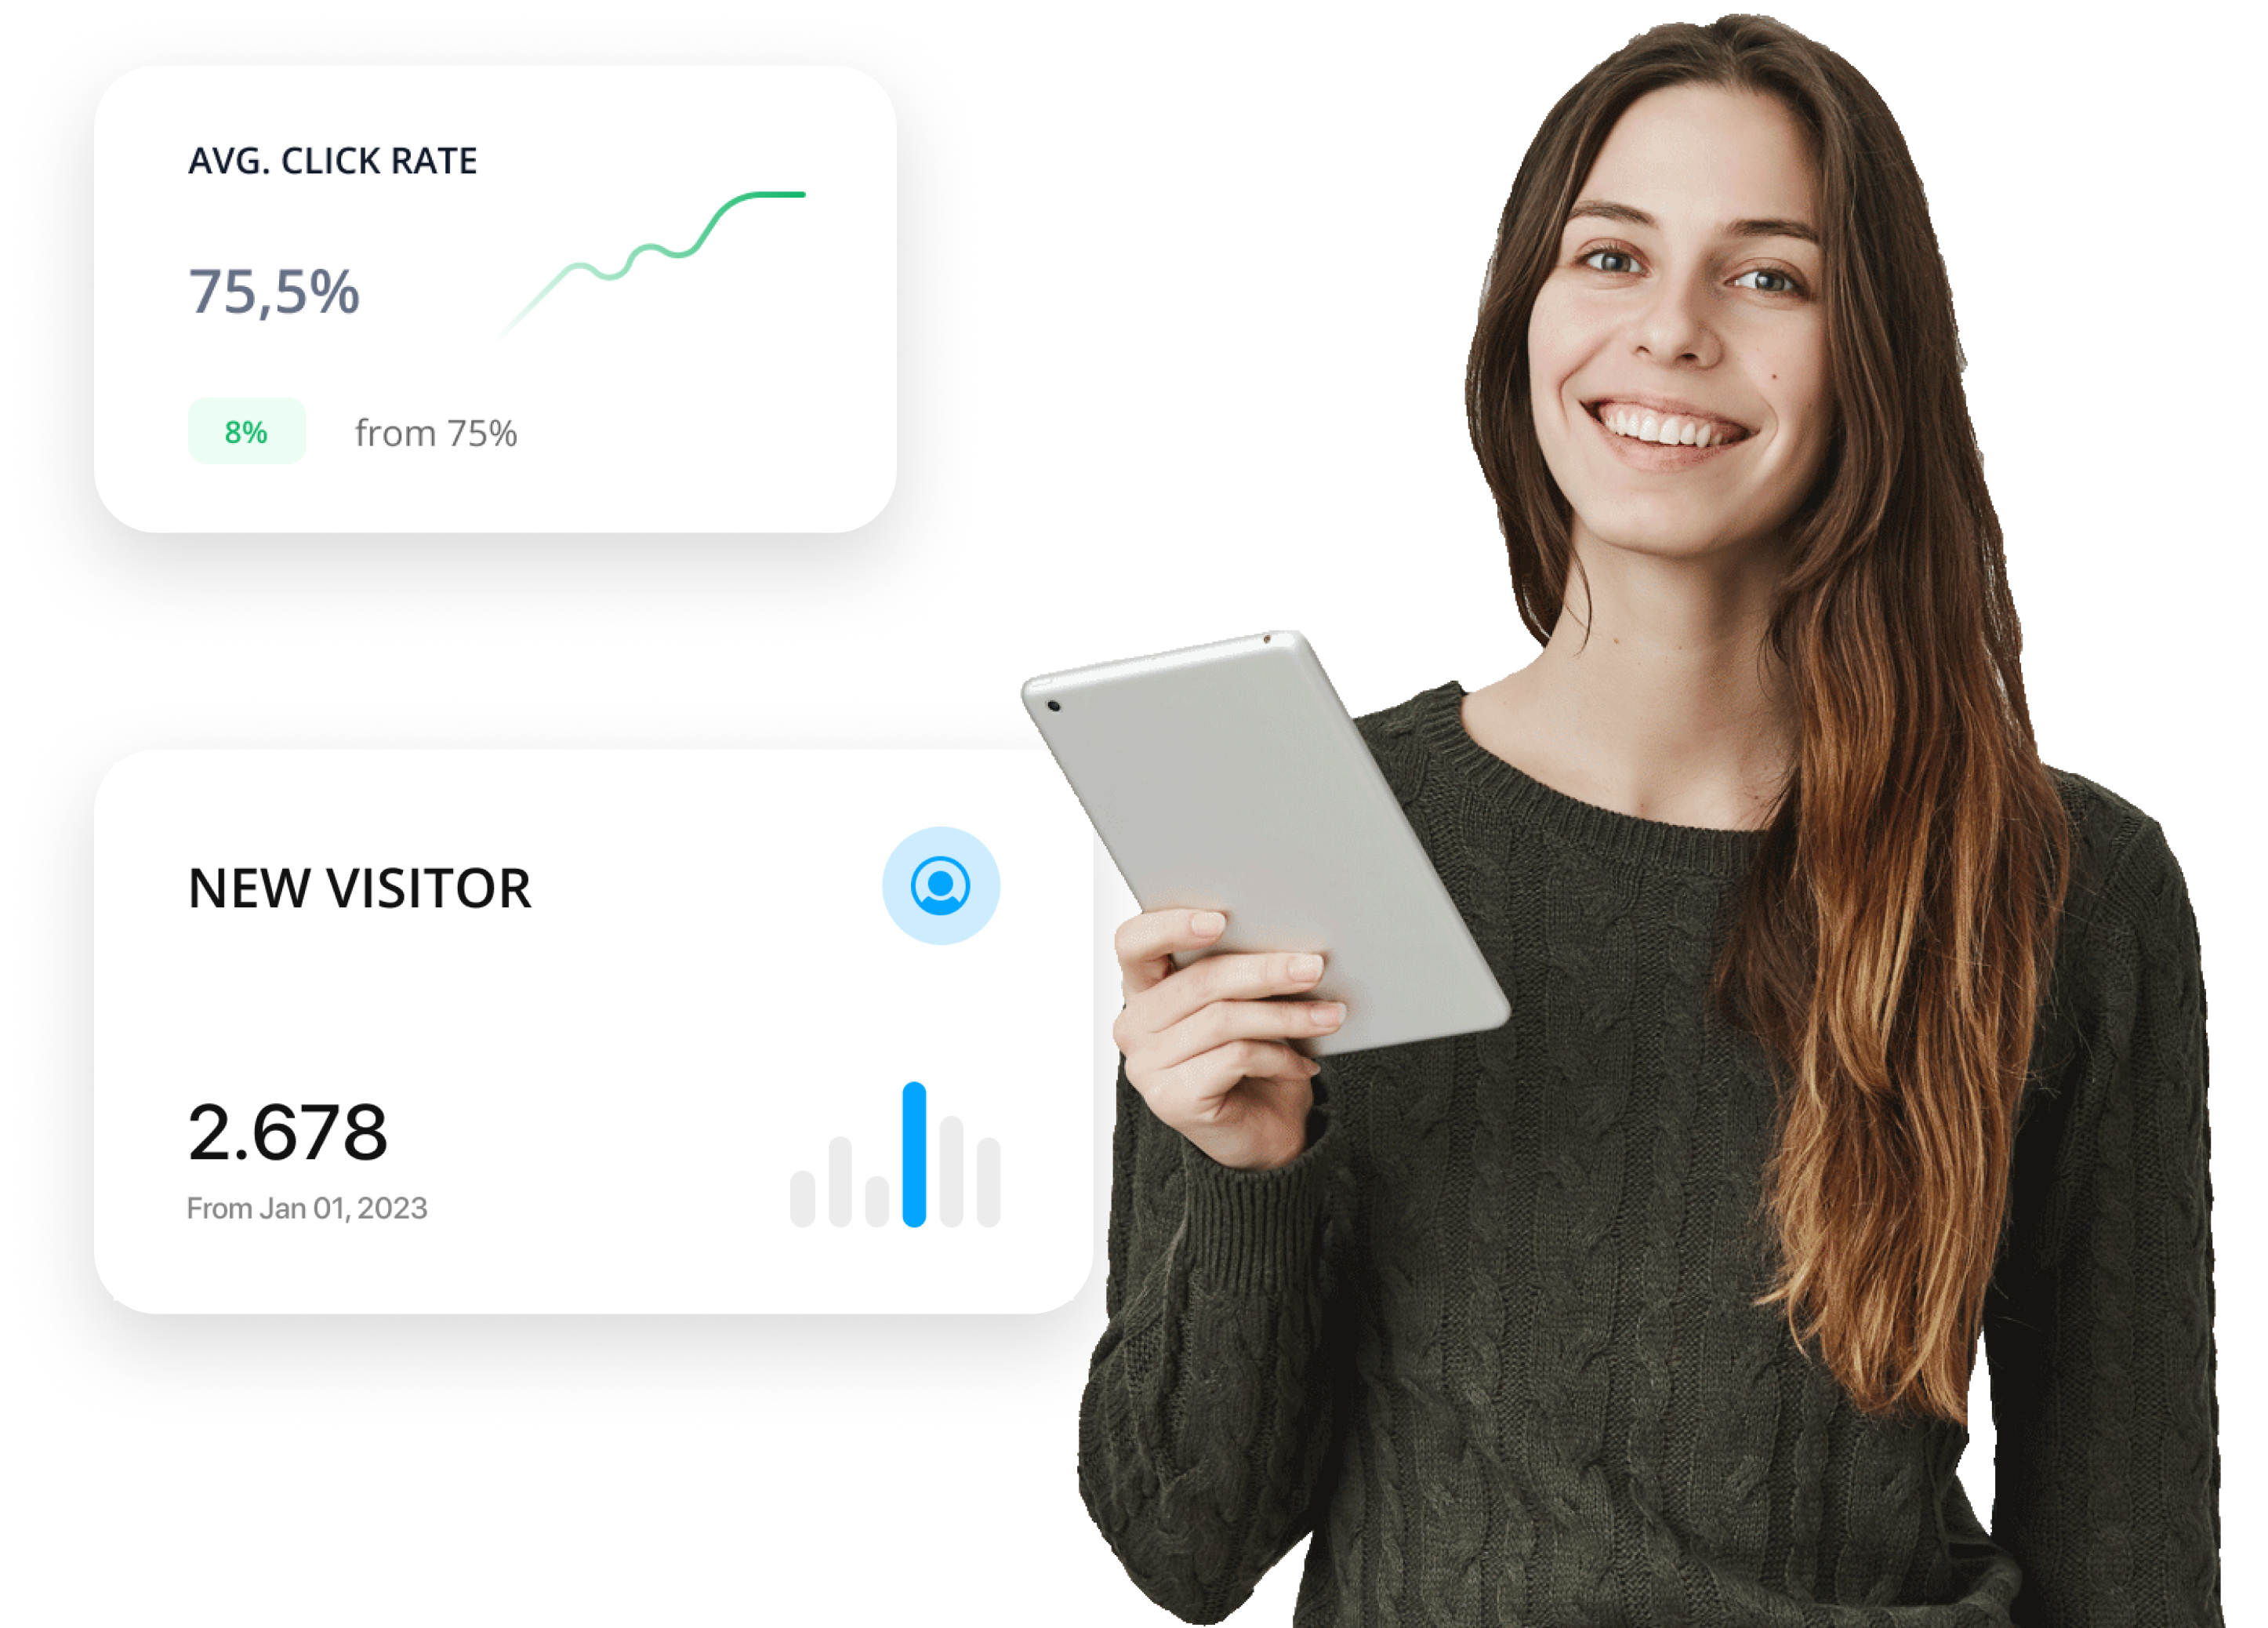 AVG. CLICK RATE
75,5%
8% from 75%
NEW VISITOR
2.678
From Jan 01, 2023